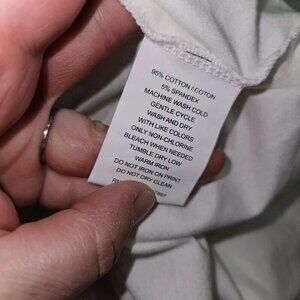 95% COTTON / COTON
5% SPANDEX
MACHINE WASH COLD
GENTLE CYCLE
WASH AND DRY
WITH LIKE COLORS
ONLY NON-CHLORINE
BLEACH WHEN NEEDED
TUMBLE DRY LOW
WARM IRON
DO NOT IRON ON PRINT
DO NOT DRY CLEAN